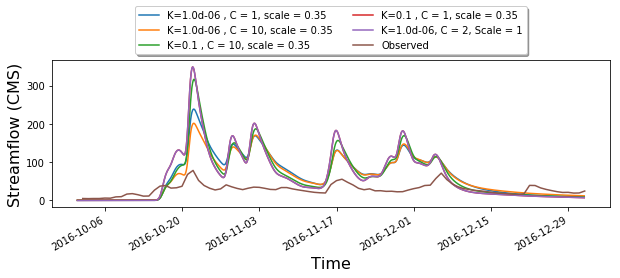 K=1.0d-06 , C = 1, scale = 0.35
K=1.0d-06 , C = 10, scale = 0.35
K=0.1 , C = 10, scale = 0.35
K=0.1 , C = 1, scale = 0.35
K=1.0d-06, C = 2, Scale = 1
Observed
Streamflow (CMS)
300
200
100
0
2016-10-06
2016-10-20
2016-11-03
2016-11-17
2016-12-01
2016-12-15
2016-12-29
Time